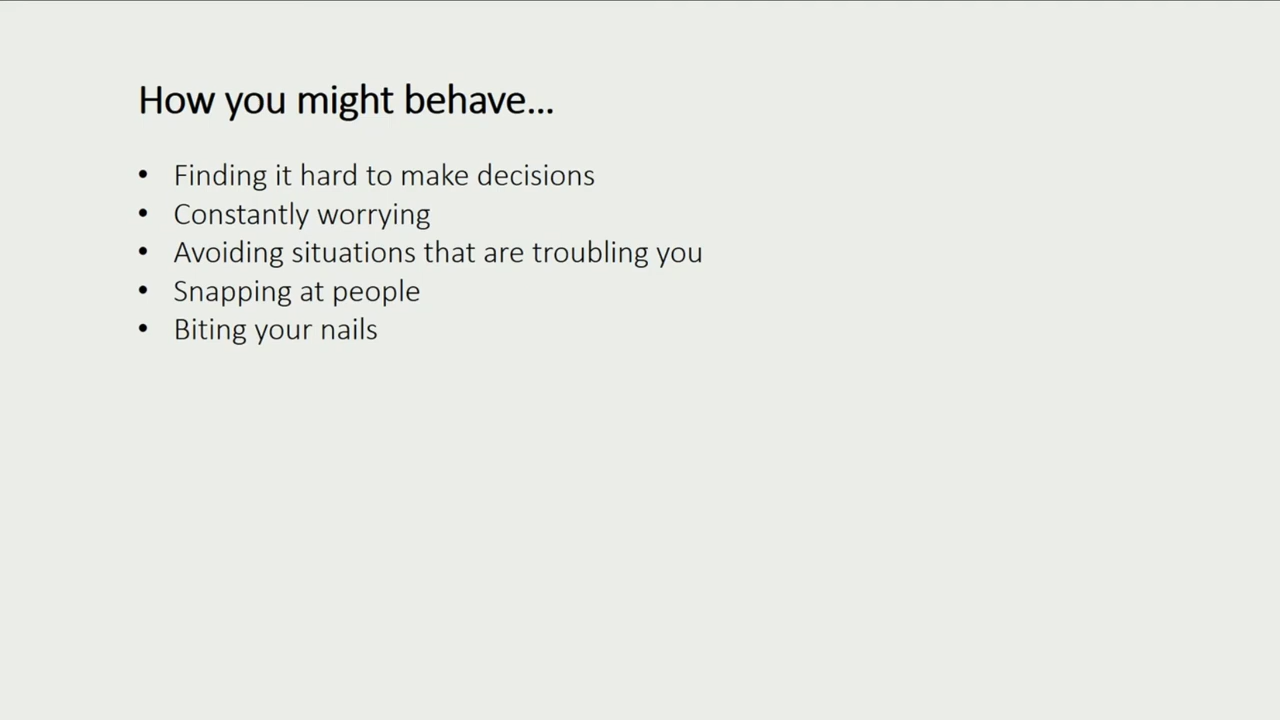 How you might behave...
• Finding it hard to make decisions
• Constantly worrying
• Avoiding situations that are troubling you
• Snapping at people
• Biting your nails